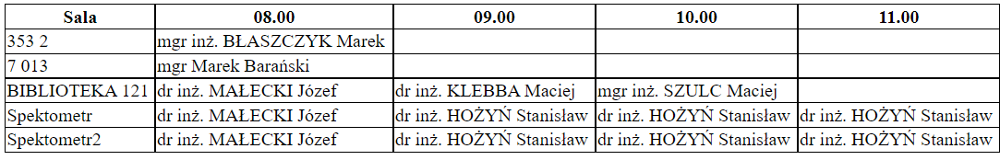 Sala 08.00 09.00 10.00 11.00
353 2 mgr inż. BŁASZCZYK Marek
7 013 mgr Marek Barański
BIBLIOTEKA 121 dr inż. MAŁECKI Józef dr inż. KLEBBA Maciej mgr inż. SZULC Maciej
Spektometr dr inż. MAŁECKI Józef dr inż. HOŻYŃ Stanisław dr inż. HOŻYŃ Stanisław dr inż. HOŻYŃ Stanisław
Spektometr2 dr inż. MAŁECKI Józef dr inż. HOŻYŃ Stanisław dr inż. HOŻYŃ Stanisław dr inż. HOŻYŃ Stanisław